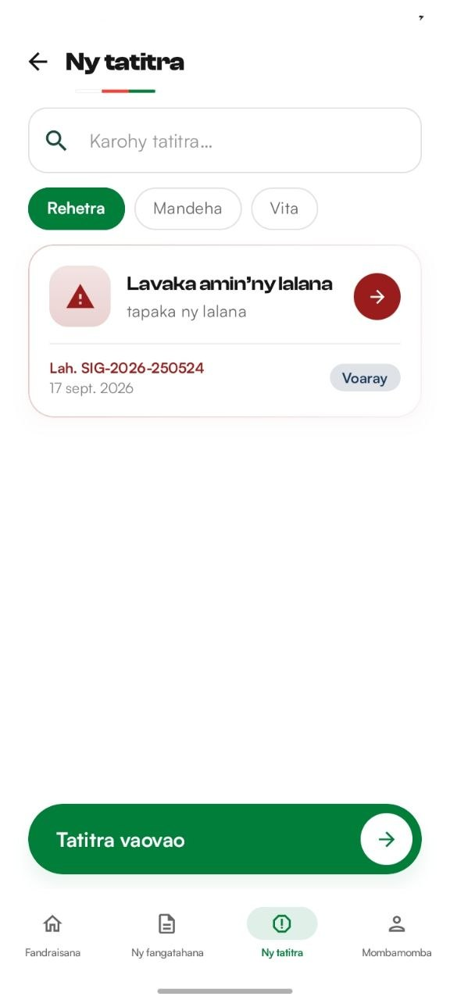 Ny tatitra
Karohy tatitra...
Rehetra
Mandeha
Vita
Lavaka amin'ny lalana
tapaka ny lalana
Lah. SIG-2026-250524
17 sept. 2026
Voaray
Tatitra vaovao
Fandraisana
Ny fangatahana
Ny tatitra
Mombamomba